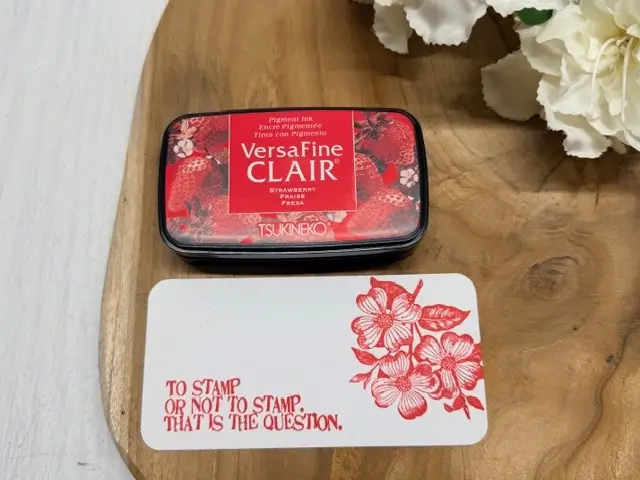 Pigment Ink
Encre Pigmentée
Tinta con Pigmento
VersaFine
CLAIR®
STRAWBERRY
FRAISE
FRESA
TSUKINEKO®
TO STAMP
OR NOT TO STAMP.
THAT IS THE QUESTION.